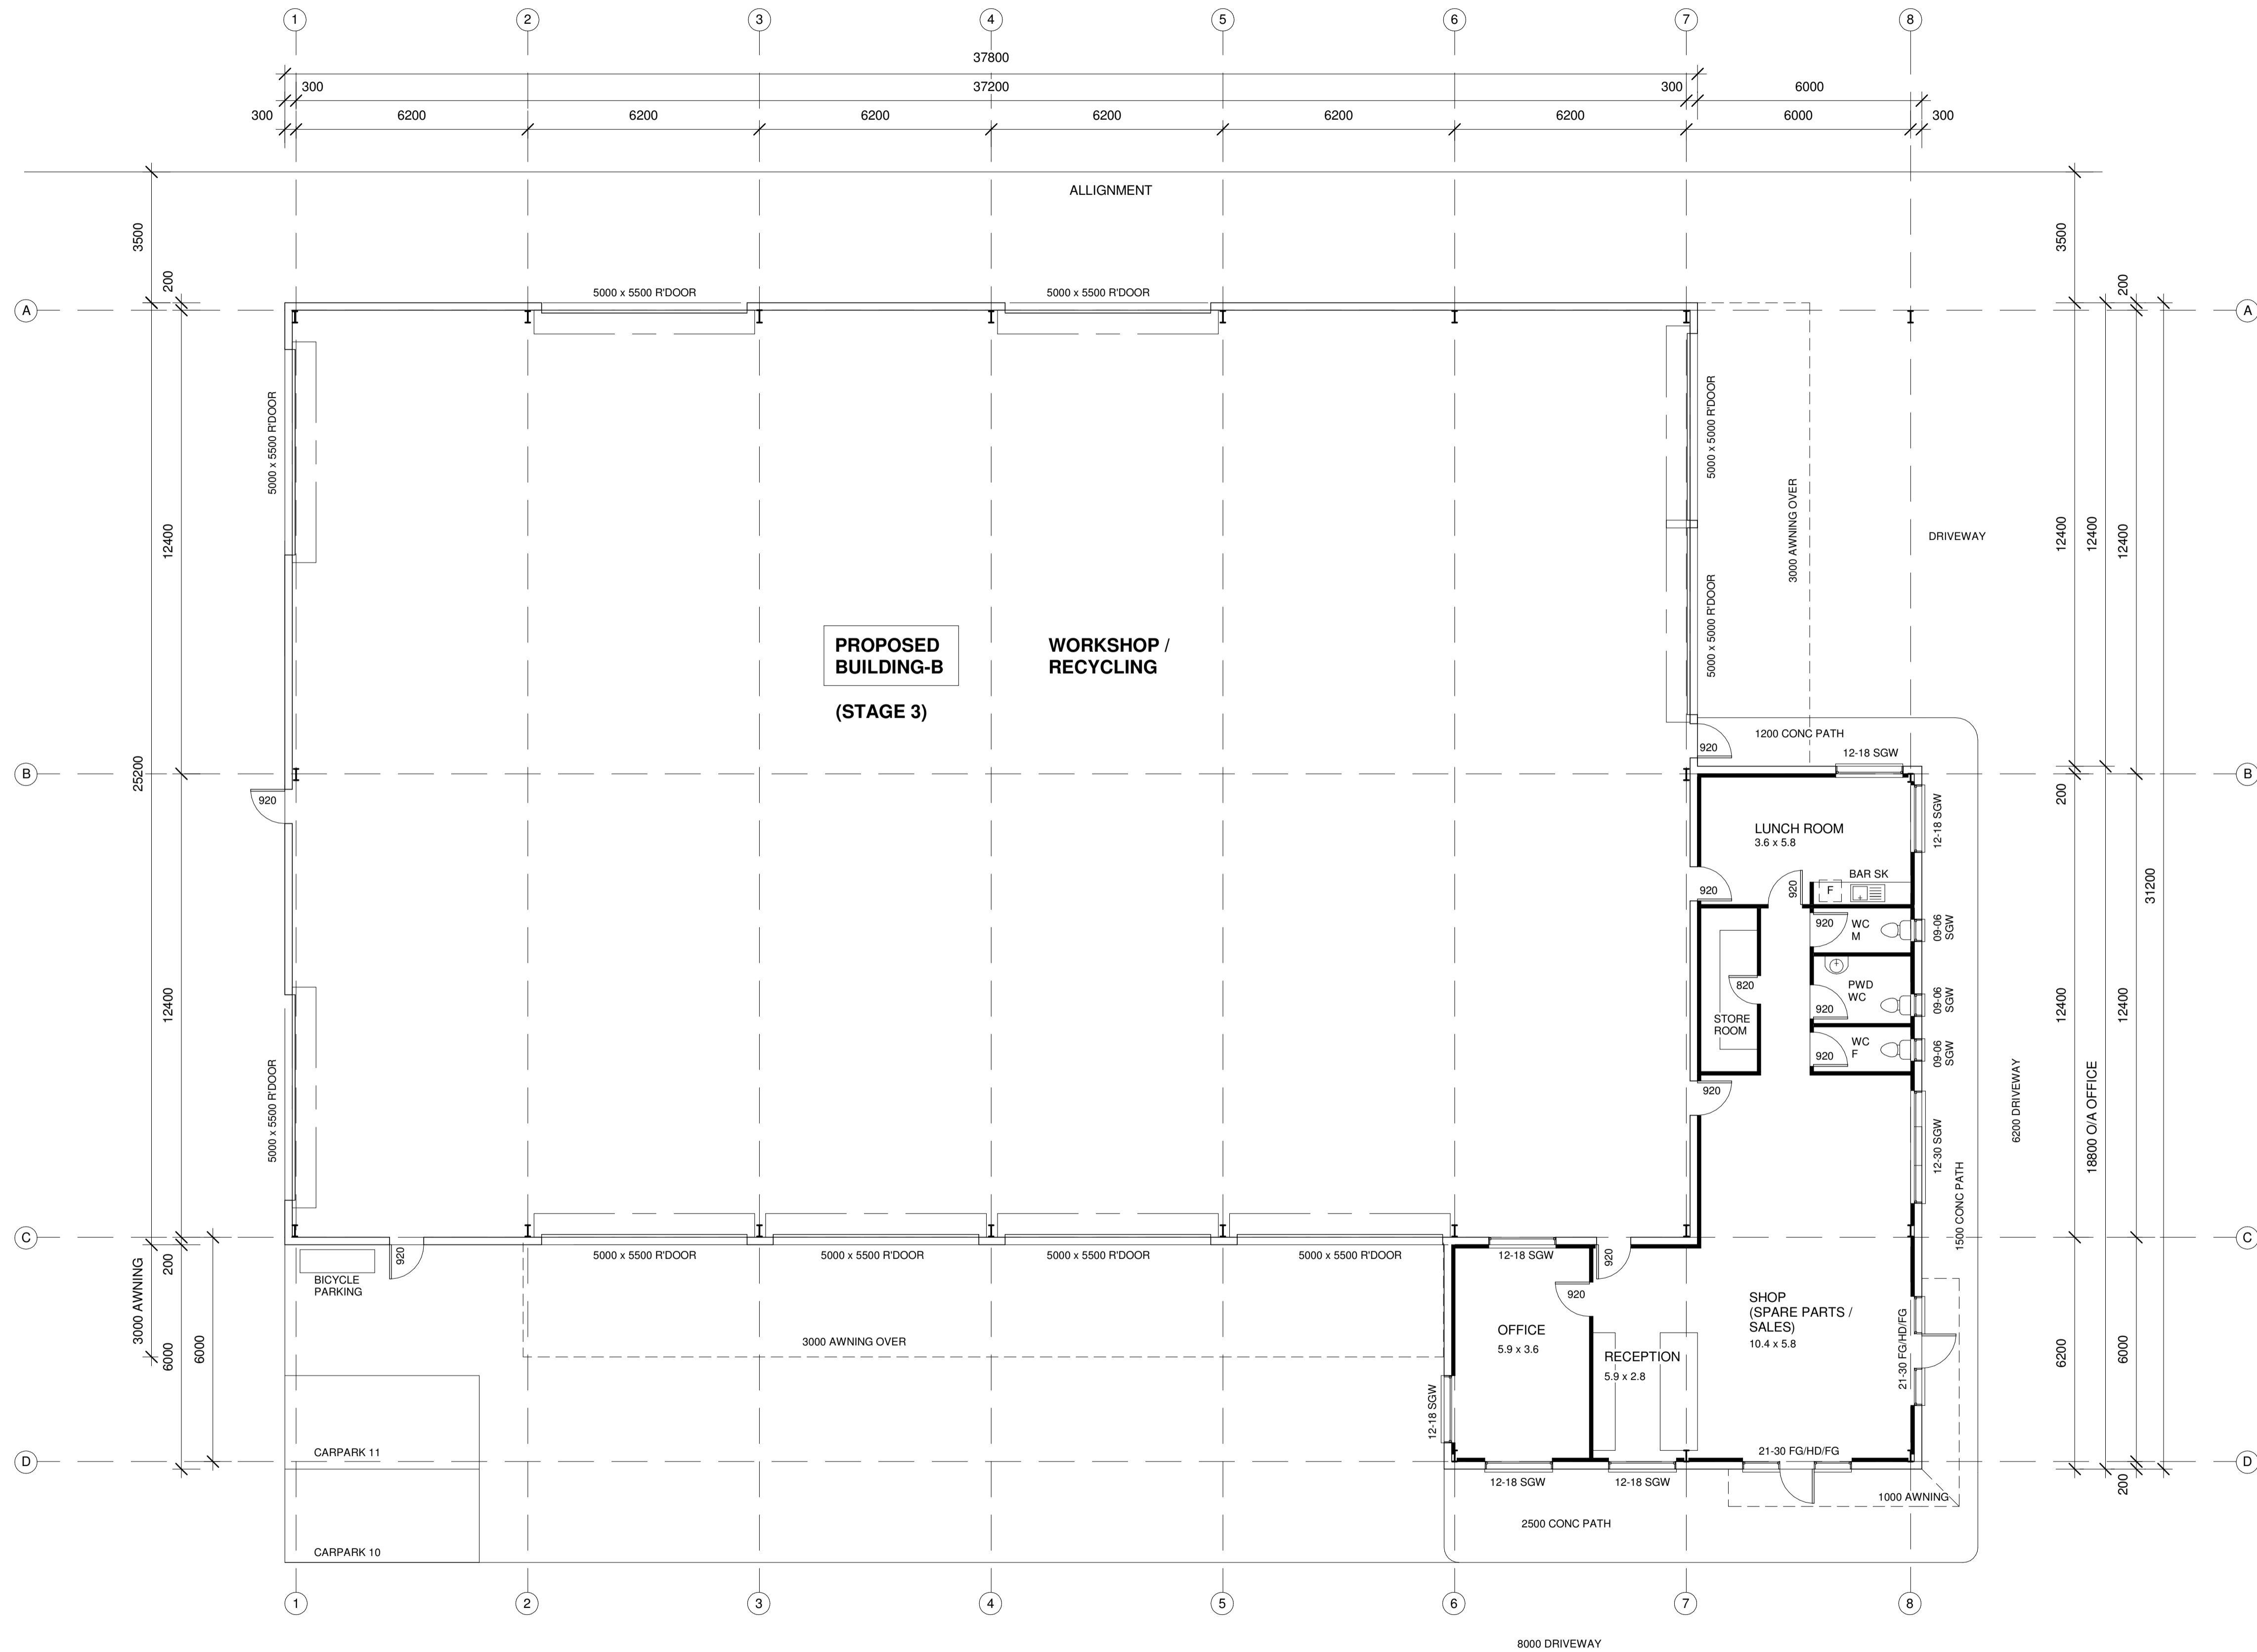 1 2 3 4 5 6 7 8
37800
300 37200 300 6000
300 6200 6200 6200 6200 6200 6200 6000 300
ALLIGNMENT
3500
3500
200
200
5000 x 5500 R'DOOR
5000 x 5500 R'DOOR
A
A
5000 x 5500 R'DOOR
5000 x 5000 R'DOOR
3000 AWNING OVER
DRIVEWAY
12400
12400
12400
12400
5000 x 5000 R'DOOR
PROPOSED
BUILDING-B
(STAGE 3)
WORKSHOP /
RECYCLING
25200
1200 CONC PATH
920
12-18 SGW
B
B
920
200
12-18 SGW
LUNCH ROOM
3.6 x 5.8
BAR SK
F
920
920
31200
920
WC
M
09-06
SGW
820
PWD
WC
920
09-06
SGW
STORE
ROOM
WC
F
920
09-06
SGW
12400
12400
12400
5000 x 5500 R'DOOR
920
12-30 SGW
6200 DRIVEWAY
18800 O/A OFFICE
1500 CONC PATH
C
C
920
5000 x 5500 R'DOOR
5000 x 5500 R'DOOR
5000 x 5500 R'DOOR
5000 x 5500 R'DOOR
12-18 SGW
920
200
BICYCLE
PARKING
920
3000 AWNING
6000
6000
3000 AWNING OVER
OFFICE
5.9 x 3.6
RECEPTION
5.9 x 2.8
SHOP
(SPARE PARTS /
SALES)
10.4 x 5.8
21-30 FG/HD/FG
6200
6000
12-18 SGW
CARPARK 11
21-30 FG/HD/FG
D
D
12-18 SGW
12-18 SGW
200
1000 AWNING
2500 CONC PATH
CARPARK 10
1 2 3 4 5 6 7 8
8000 DRIVEWAY